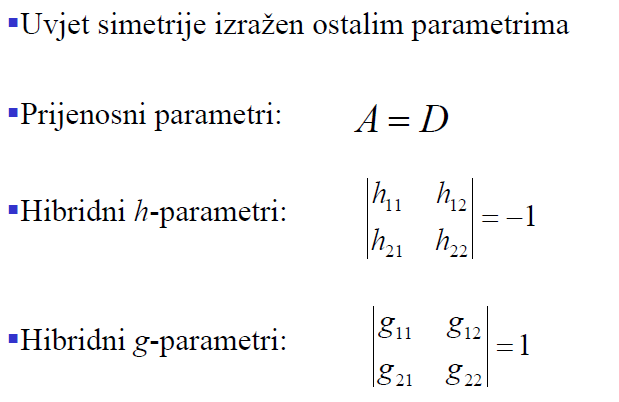 ▪Uvjet simetrije izražen ostalim parametrima
▪Prijenosni parametri: A = D
▪Hibridni h-parametri: |h₁₁ h₁₂; h₂₁ h₂₂| = −1
▪Hibridni g-parametri: |g₁₁ g₁₂; g₂₁ g₂₂| = 1